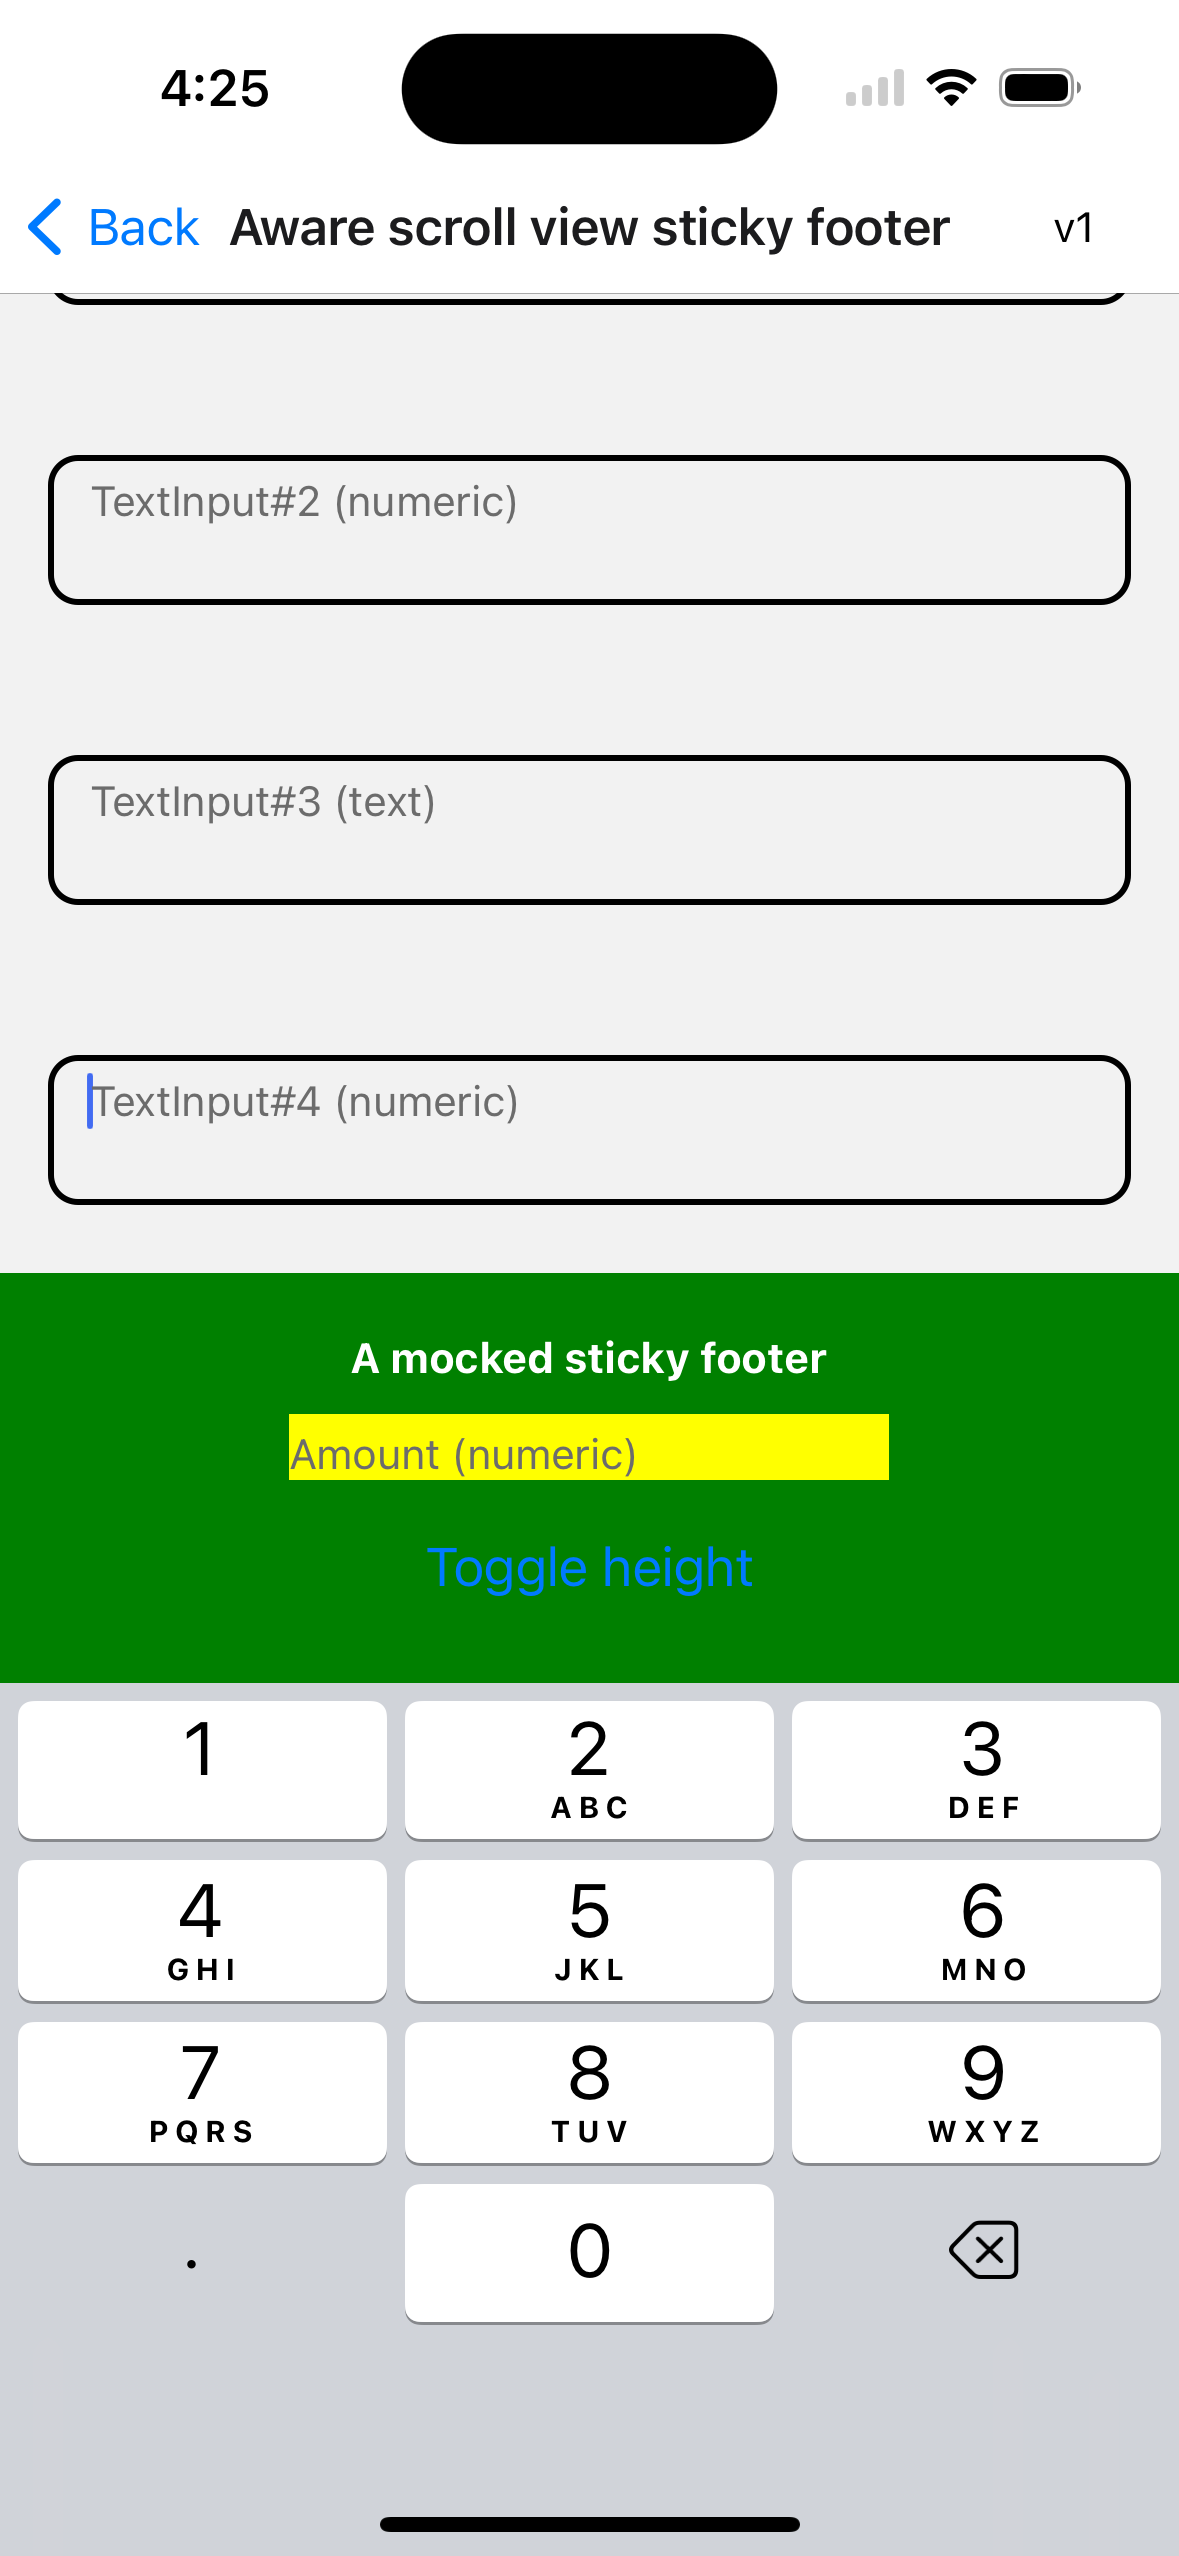 4:25
Back Aware scroll view sticky footer v1
TextInput#2 (numeric)
TextInput#3 (text)
TextInput#4 (numeric)
A mocked sticky footer
Amount (numeric)
Toggle height
1 2 3
ABC DEF
4 5 6
GHI JKL MNO
7 8 9
PQRS TUV WXYZ
. 0